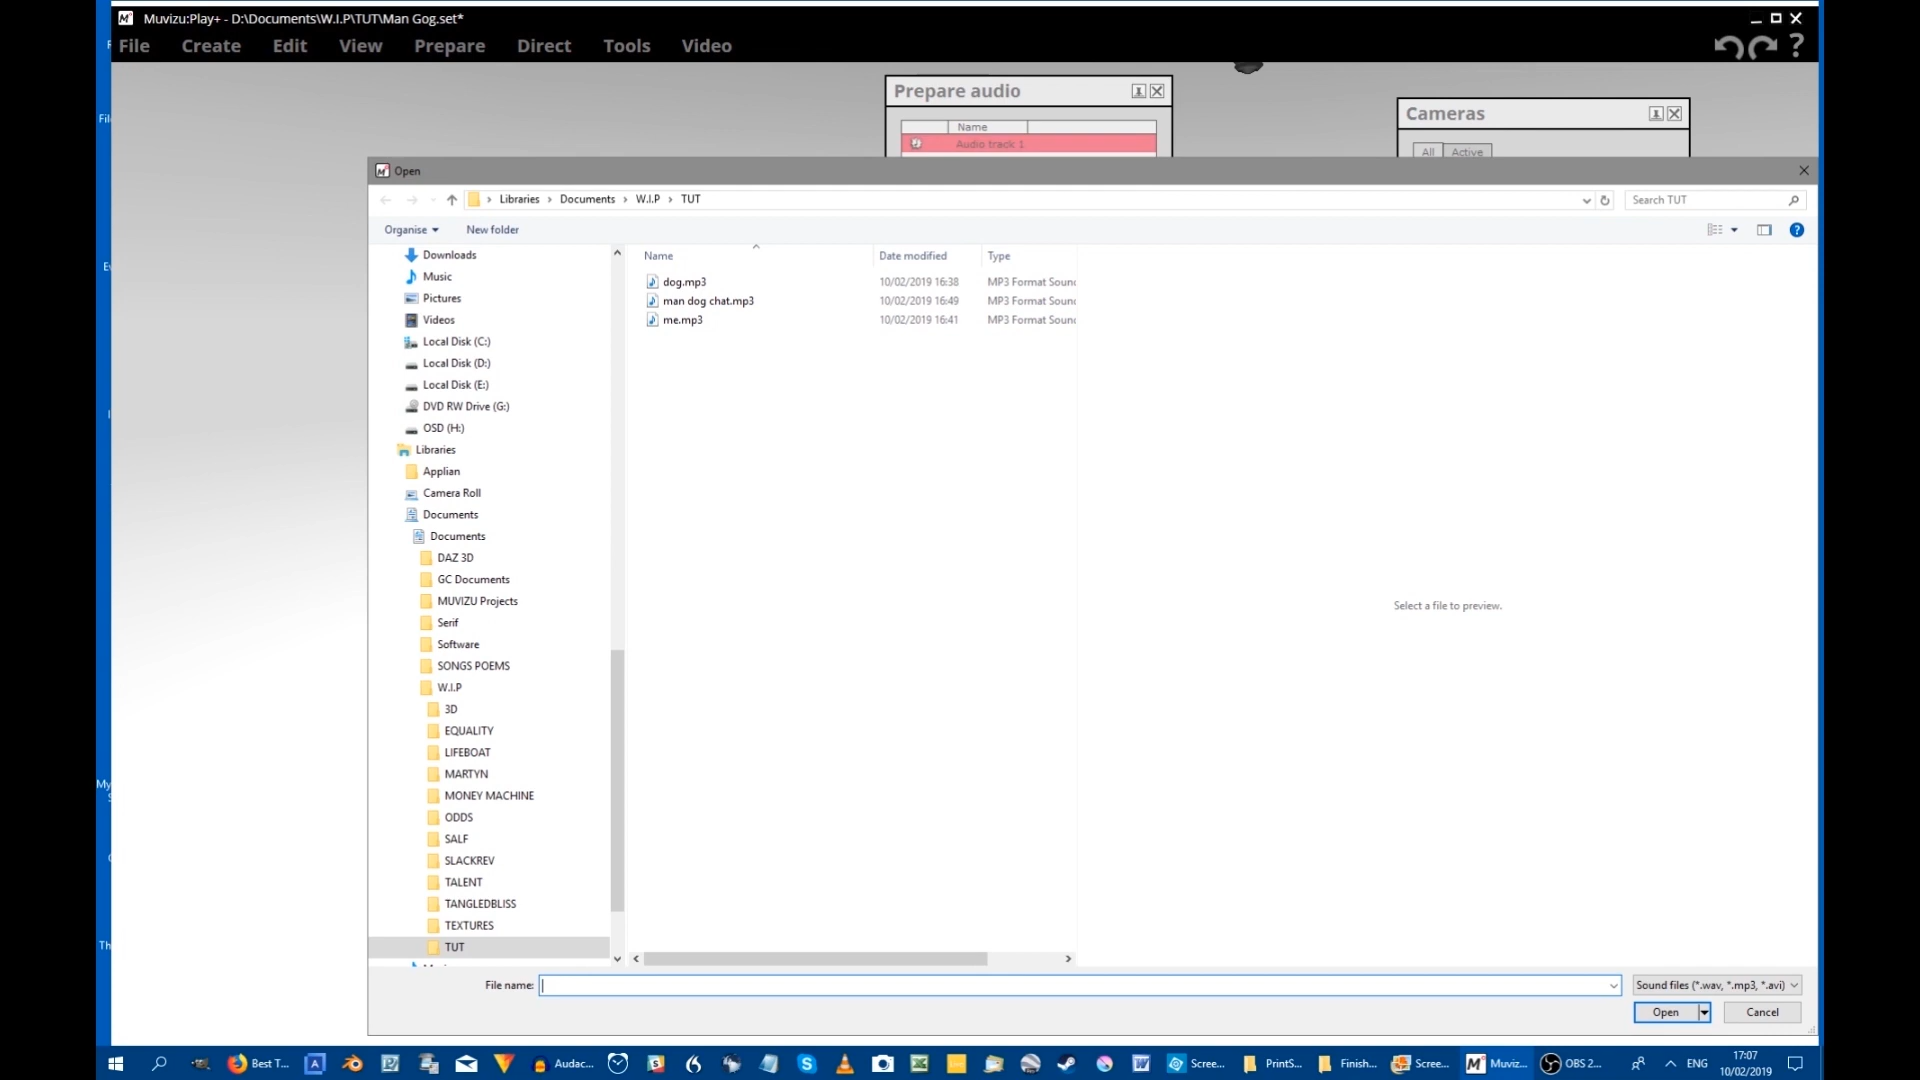 Muvizu:Play+ - D:\Documents\W.I.P\TUT\Man Gog.set*
File Create Edit View Prepare Direct Tools Video ?
Prepare audio
Name
Audio track 1
Cameras
All Active
Open
Libraries > Documents > W.I.P > TUT
Search TUT
Organise New folder
Downloads
Music
Pictures
Videos
Local Disk (C:)
Local Disk (D:)
Local Disk (E:)
DVD RW Drive (G:)
OSD (H:)
Libraries
Applian
Camera Roll
Documents
Documents
DAZ 3D
GC Documents
MUVIZU Projects
Serif
Software
SONGS POEMS
W.I.P
3D
EQUALITY
LIFEBOAT
MARTYN
MONEY MACHINE
ODDS
SALF
SLACKREV
TALENT
TANGLEDBLISS
TEXTURES
TUT
Name Date modified Type
dog.mp3 10/02/2019 16:38 MP3 Format Sound
man dog chat.mp3 10/02/2019 16:49 MP3 Format Sound
me.mp3 10/02/2019 16:41 MP3 Format Sound
Select a file to preview.
File name:
Sound files (*.wav, *.mp3, *.avi)
Open Cancel
Best T... Audac... Scree... PrintS... Finish... Scree... Muviz... OBS 2... ENG
17:07
10/02/2019